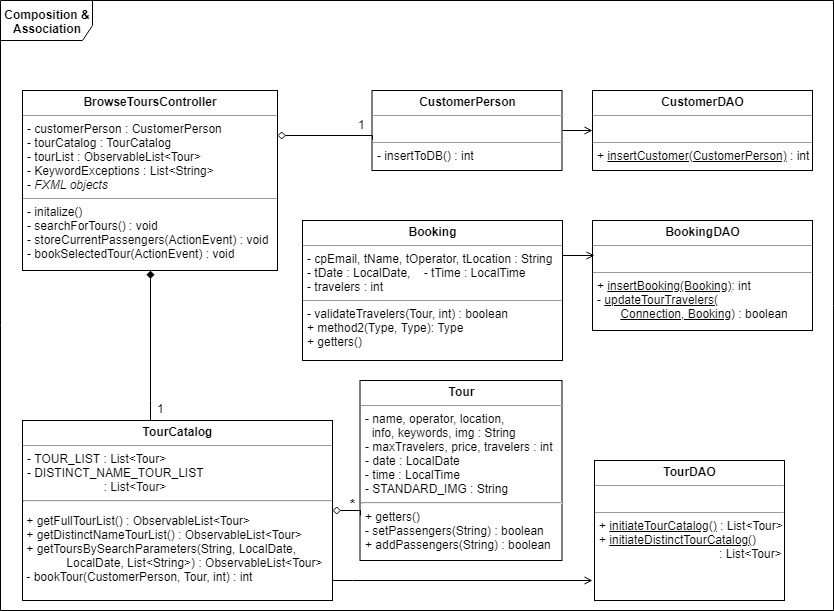 Composition &
Association
BrowseToursController
- customerPerson : CustomerPerson
- tourCatalog : TourCatalog
- tourList : ObservableList<Tour>
- KeywordExceptions : List<String>
- FXML objects
- initalize()
- searchForTours() : void
- storeCurrentPassengers(ActionEvent) : void
- bookSelectedTour(ActionEvent) : void
1
CustomerPerson
- insertToDB() : int
CustomerDAO
+ insertCustomer(CustomerPerson) : int
Booking
- cpEmail, tName, tOperator, tLocation : String
- tDate : LocalDate, - tTime : LocalTime
- travelers : int
- validateTravelers(Tour, int) : boolean
+ method2(Type, Type): Type
+ getters()
BookingDAO
+ insertBooking(Booking): int
- updateTourTravelers(
Connection, Booking) : boolean
1
TourCatalog
- TOUR_LIST : List<Tour>
- DISTINCT_NAME_TOUR_LIST
: List<Tour>
+ getFullTourList() : ObservableList<Tour>
+ getDistinctNameTourList() : ObservableList<Tour>
+ getToursBySearchParameters(String, LocalDate,
LocalDate, List<String>) : ObservableList<Tour>
- bookTour(CustomerPerson, Tour, int) : int
*
Tour
- name, operator, location,
info, keywords, img : String
- maxTravelers, price, travelers : int
- date : LocalDate
- time : LocalTime
- STANDARD_IMG : String
+ getters()
- setPassengers(String) : boolean
+ addPassengers(String) : boolean
TourDAO
+ initiateTourCatalog() : List<Tour>
+ initiateDistinctTourCatalog()
: List<Tour>